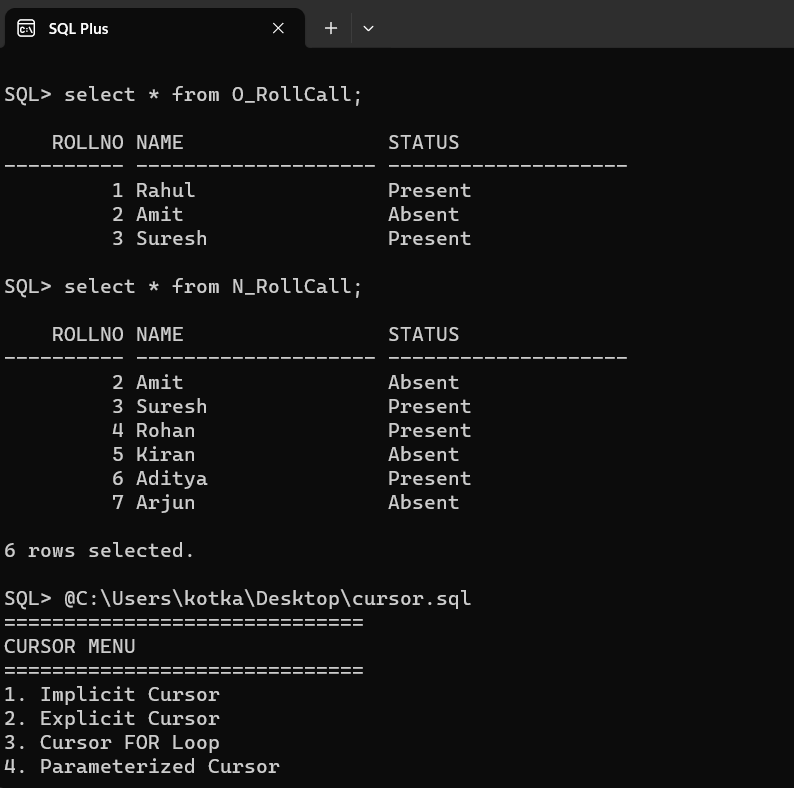 SQL Plus
SQL> select * from O_RollCall;
ROLLNO NAME STATUS
---------- -------------------- --------------------
1 Rahul Present
2 Amit Absent
3 Suresh Present
SQL> select * from N_RollCall;
ROLLNO NAME STATUS
---------- -------------------- --------------------
2 Amit Absent
3 Suresh Present
4 Rohan Present
5 Kiran Absent
6 Aditya Present
7 Arjun Absent
6 rows selected.
SQL> @C:\Users\kotka\Desktop\cursor.sql
==============================
CURSOR MENU
==============================
1. Implicit Cursor
2. Explicit Cursor
3. Cursor FOR Loop
4. Parameterized Cursor